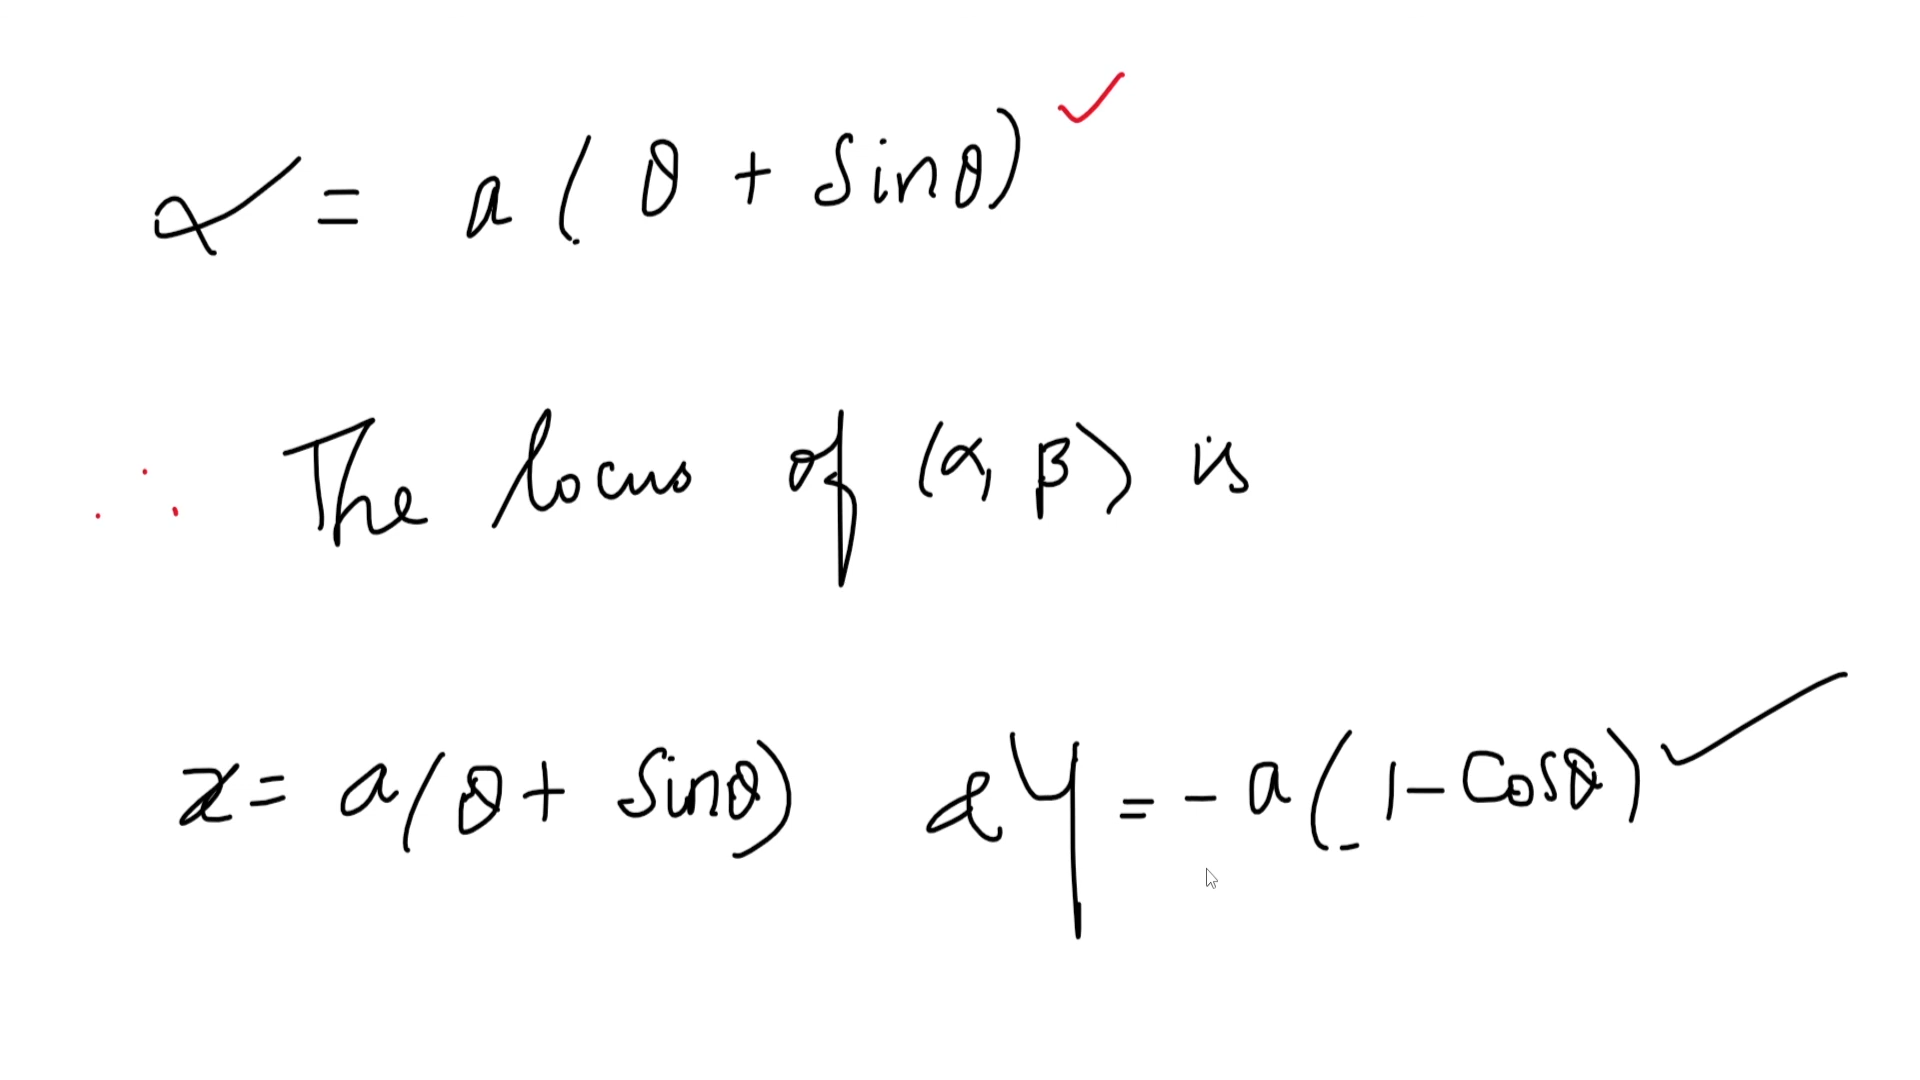 α = a ( θ + Sinθ) ✓
∴ The locus of (α, β) is
x = a(θ + Sinθ) & y = - a (1 - Cosθ) ✓